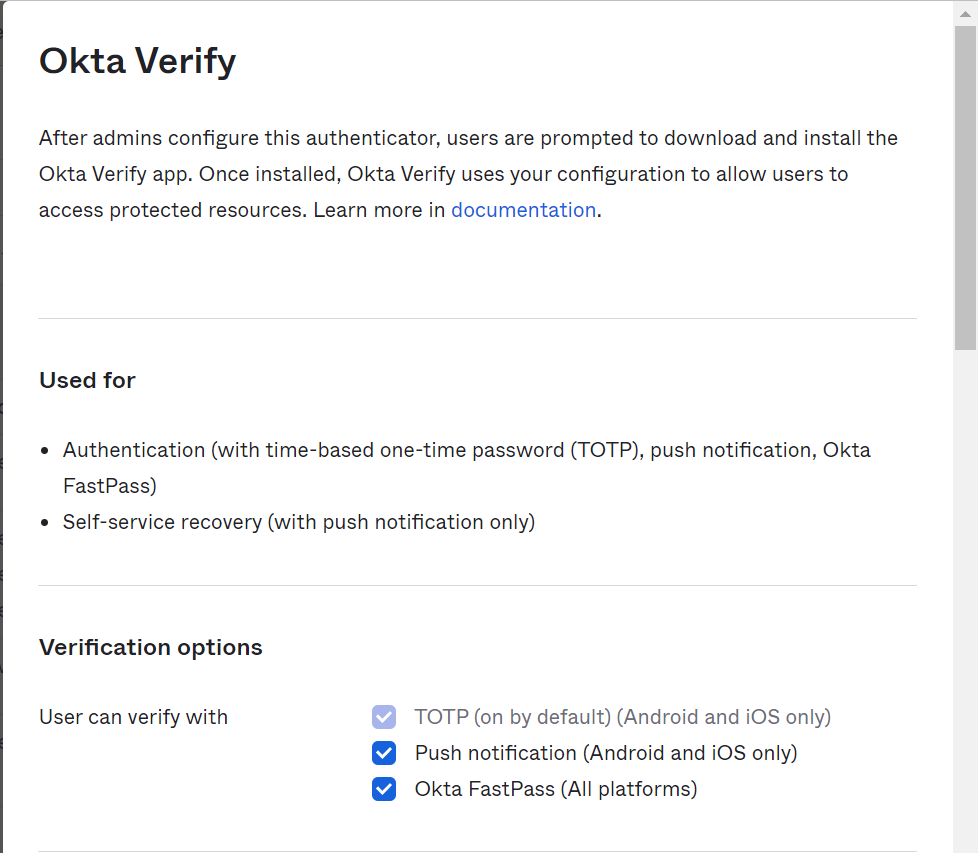 Okta Verify
After admins configure this authenticator, users are prompted to download and install the
Okta Verify app. Once installed, Okta Verify uses your configuration to allow users to
access protected resources. Learn more in documentation.
Used for
• Authentication (with time-based one-time password (TOTP), push notification, Okta
FastPass)
• Self-service recovery (with push notification only)
Verification options
User can verify with
TOTP (on by default) (Android and iOS only)
Push notification (Android and iOS only)
Okta FastPass (All platforms)